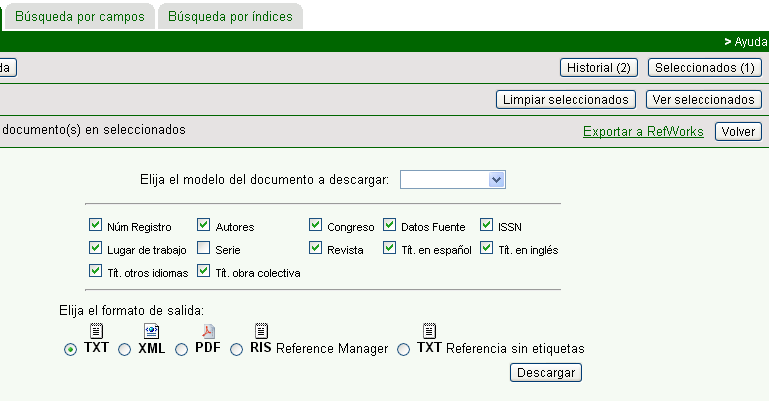 Búsqueda por campos Búsqueda por índices
> Ayuda
da Historial (2) Seleccionados (1)
Limpiar seleccionados Ver seleccionados
documento(s) en seleccionados Exportar a RefWorks Volver
Elija el modelo del documento a descargar:
Núm Registro Autores Congreso Datos Fuente ISSN
Lugar de trabajo Serie Revista Tít. en español Tít. en inglés
Tít. otros idiomas Tít. obra colectiva
Elija el formato de salida:
TXT XML PDF RIS Reference Manager TXT Referencia sin etiquetas
Descargar